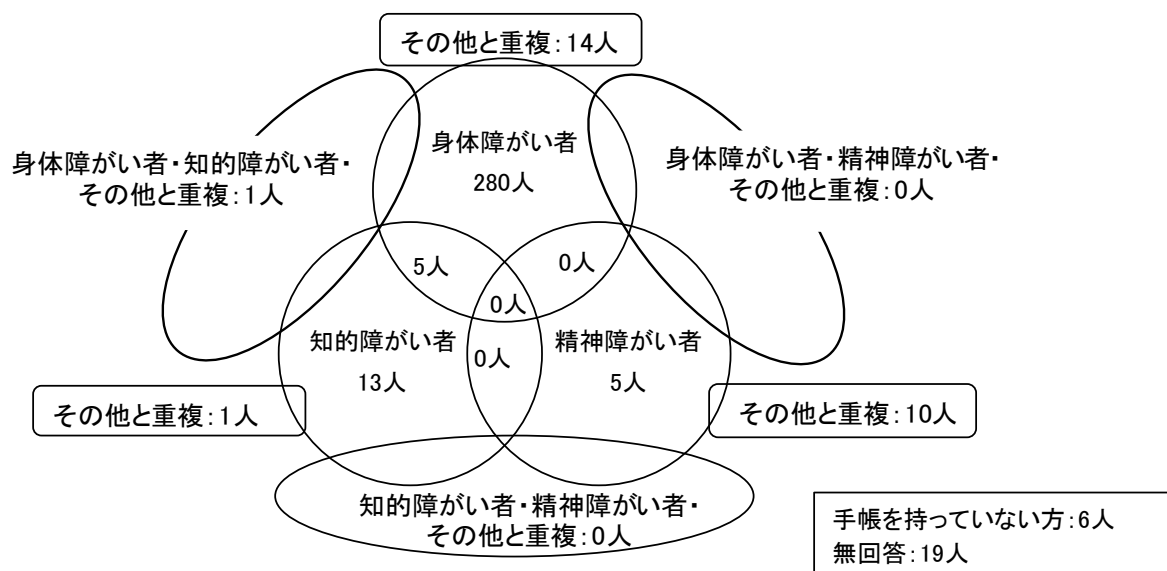 その他と重複:14人
身体障がい者
280人
身体障がい者・知的障がい者・
その他と重複:1人
身体障がい者・精神障がい者・
その他と重複:0人
5人
0人
0人
知的障がい者
13人
0人
精神障がい者
5人
その他と重複:1人
その他と重複:10人
知的障がい者・精神障がい者・
その他と重複:0人
手帳を持っていない方:6人
無回答:19人